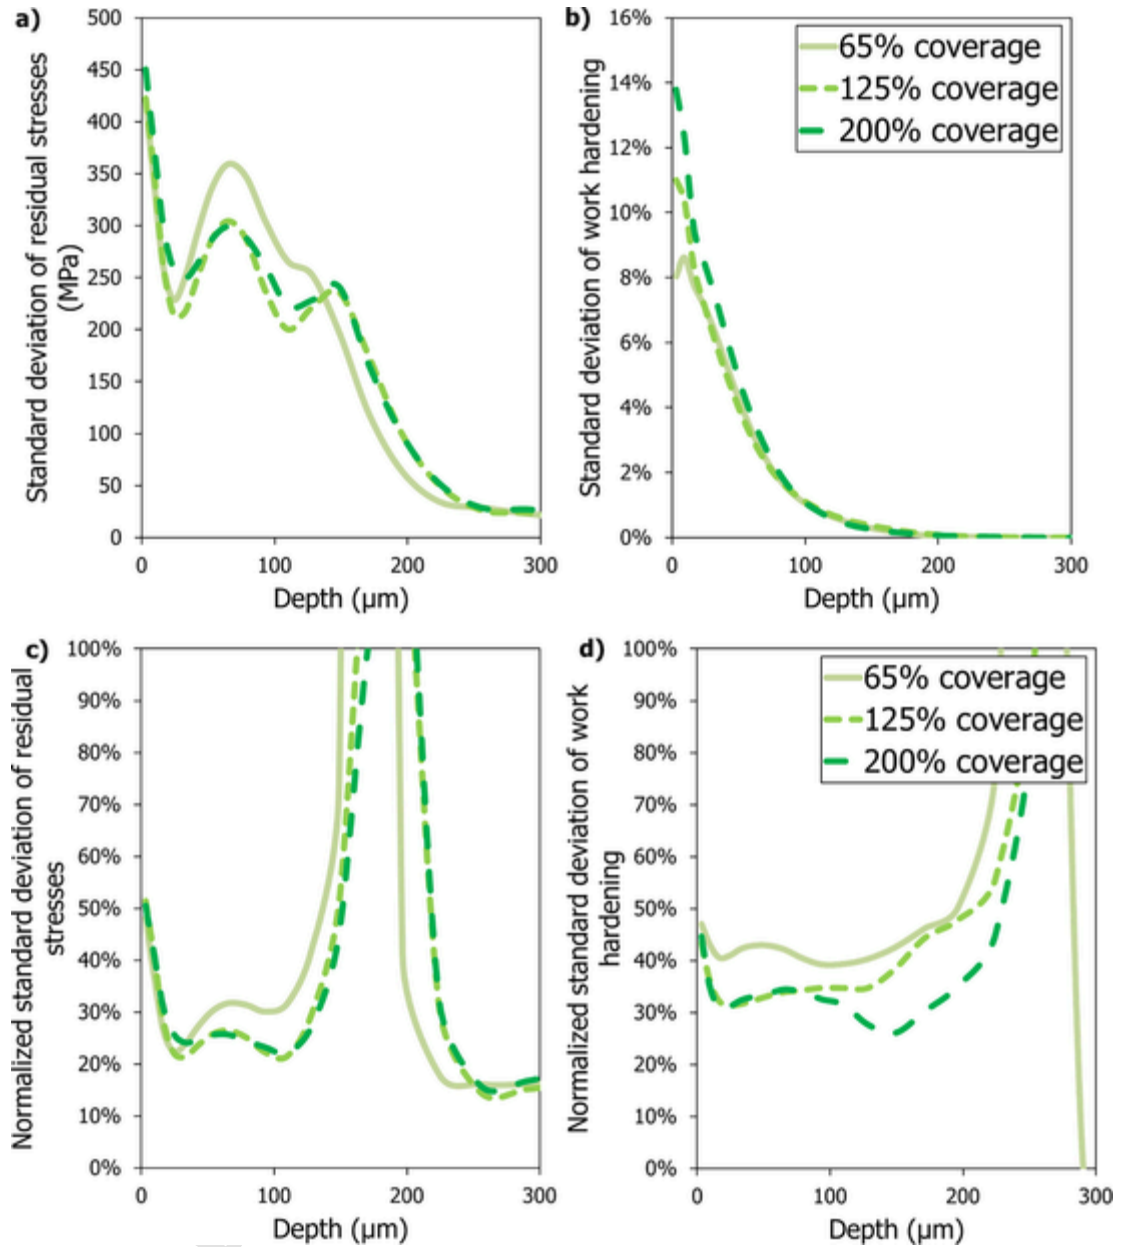 a)
500
450
400
350
300
250
200
150
100
50
0
Standard deviation of residual stresses
(MPa)
0 100 200 300
Depth (µm)
b)
16%
14%
12%
10%
8%
6%
4%
2%
0%
Standard deviation of work hardening
65% coverage
125% coverage
200% coverage
0 100 200 300
Depth (µm)
c)
100%
90%
80%
70%
60%
50%
40%
30%
20%
10%
0%
Normalized standard deviation of residual
stresses
0 100 200 300
Depth (µm)
d)
100%
90%
80%
70%
60%
50%
40%
30%
20%
10%
0%
Normalized standard deviation of work
hardening
65% coverage
125% coverage
200% coverage
0 100 200 300
Depth (µm)